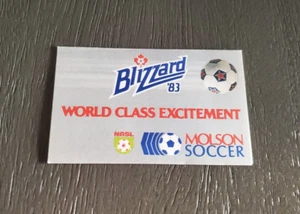 Blizzard
'83
WORLD CLASS EXCITEMENT
NASL
MOLSON
SOCCER